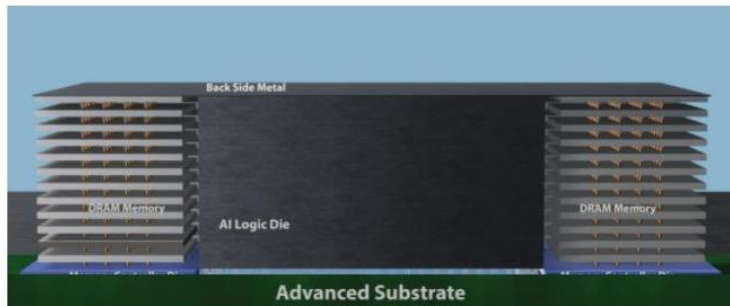 Back Side Metal
DRAM Memory
DRAM Memory
AI Logic Die
Advanced Substrate